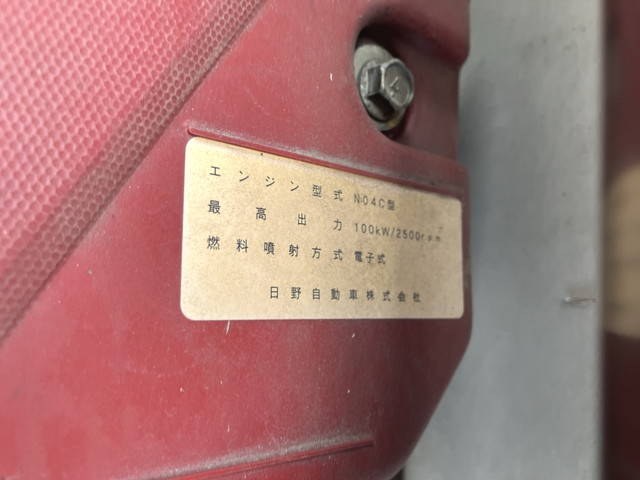 エンジン型式 N04C型
最高出力 100kW/2500rpm
燃料噴射方式 電子式
日野自動車株式会社